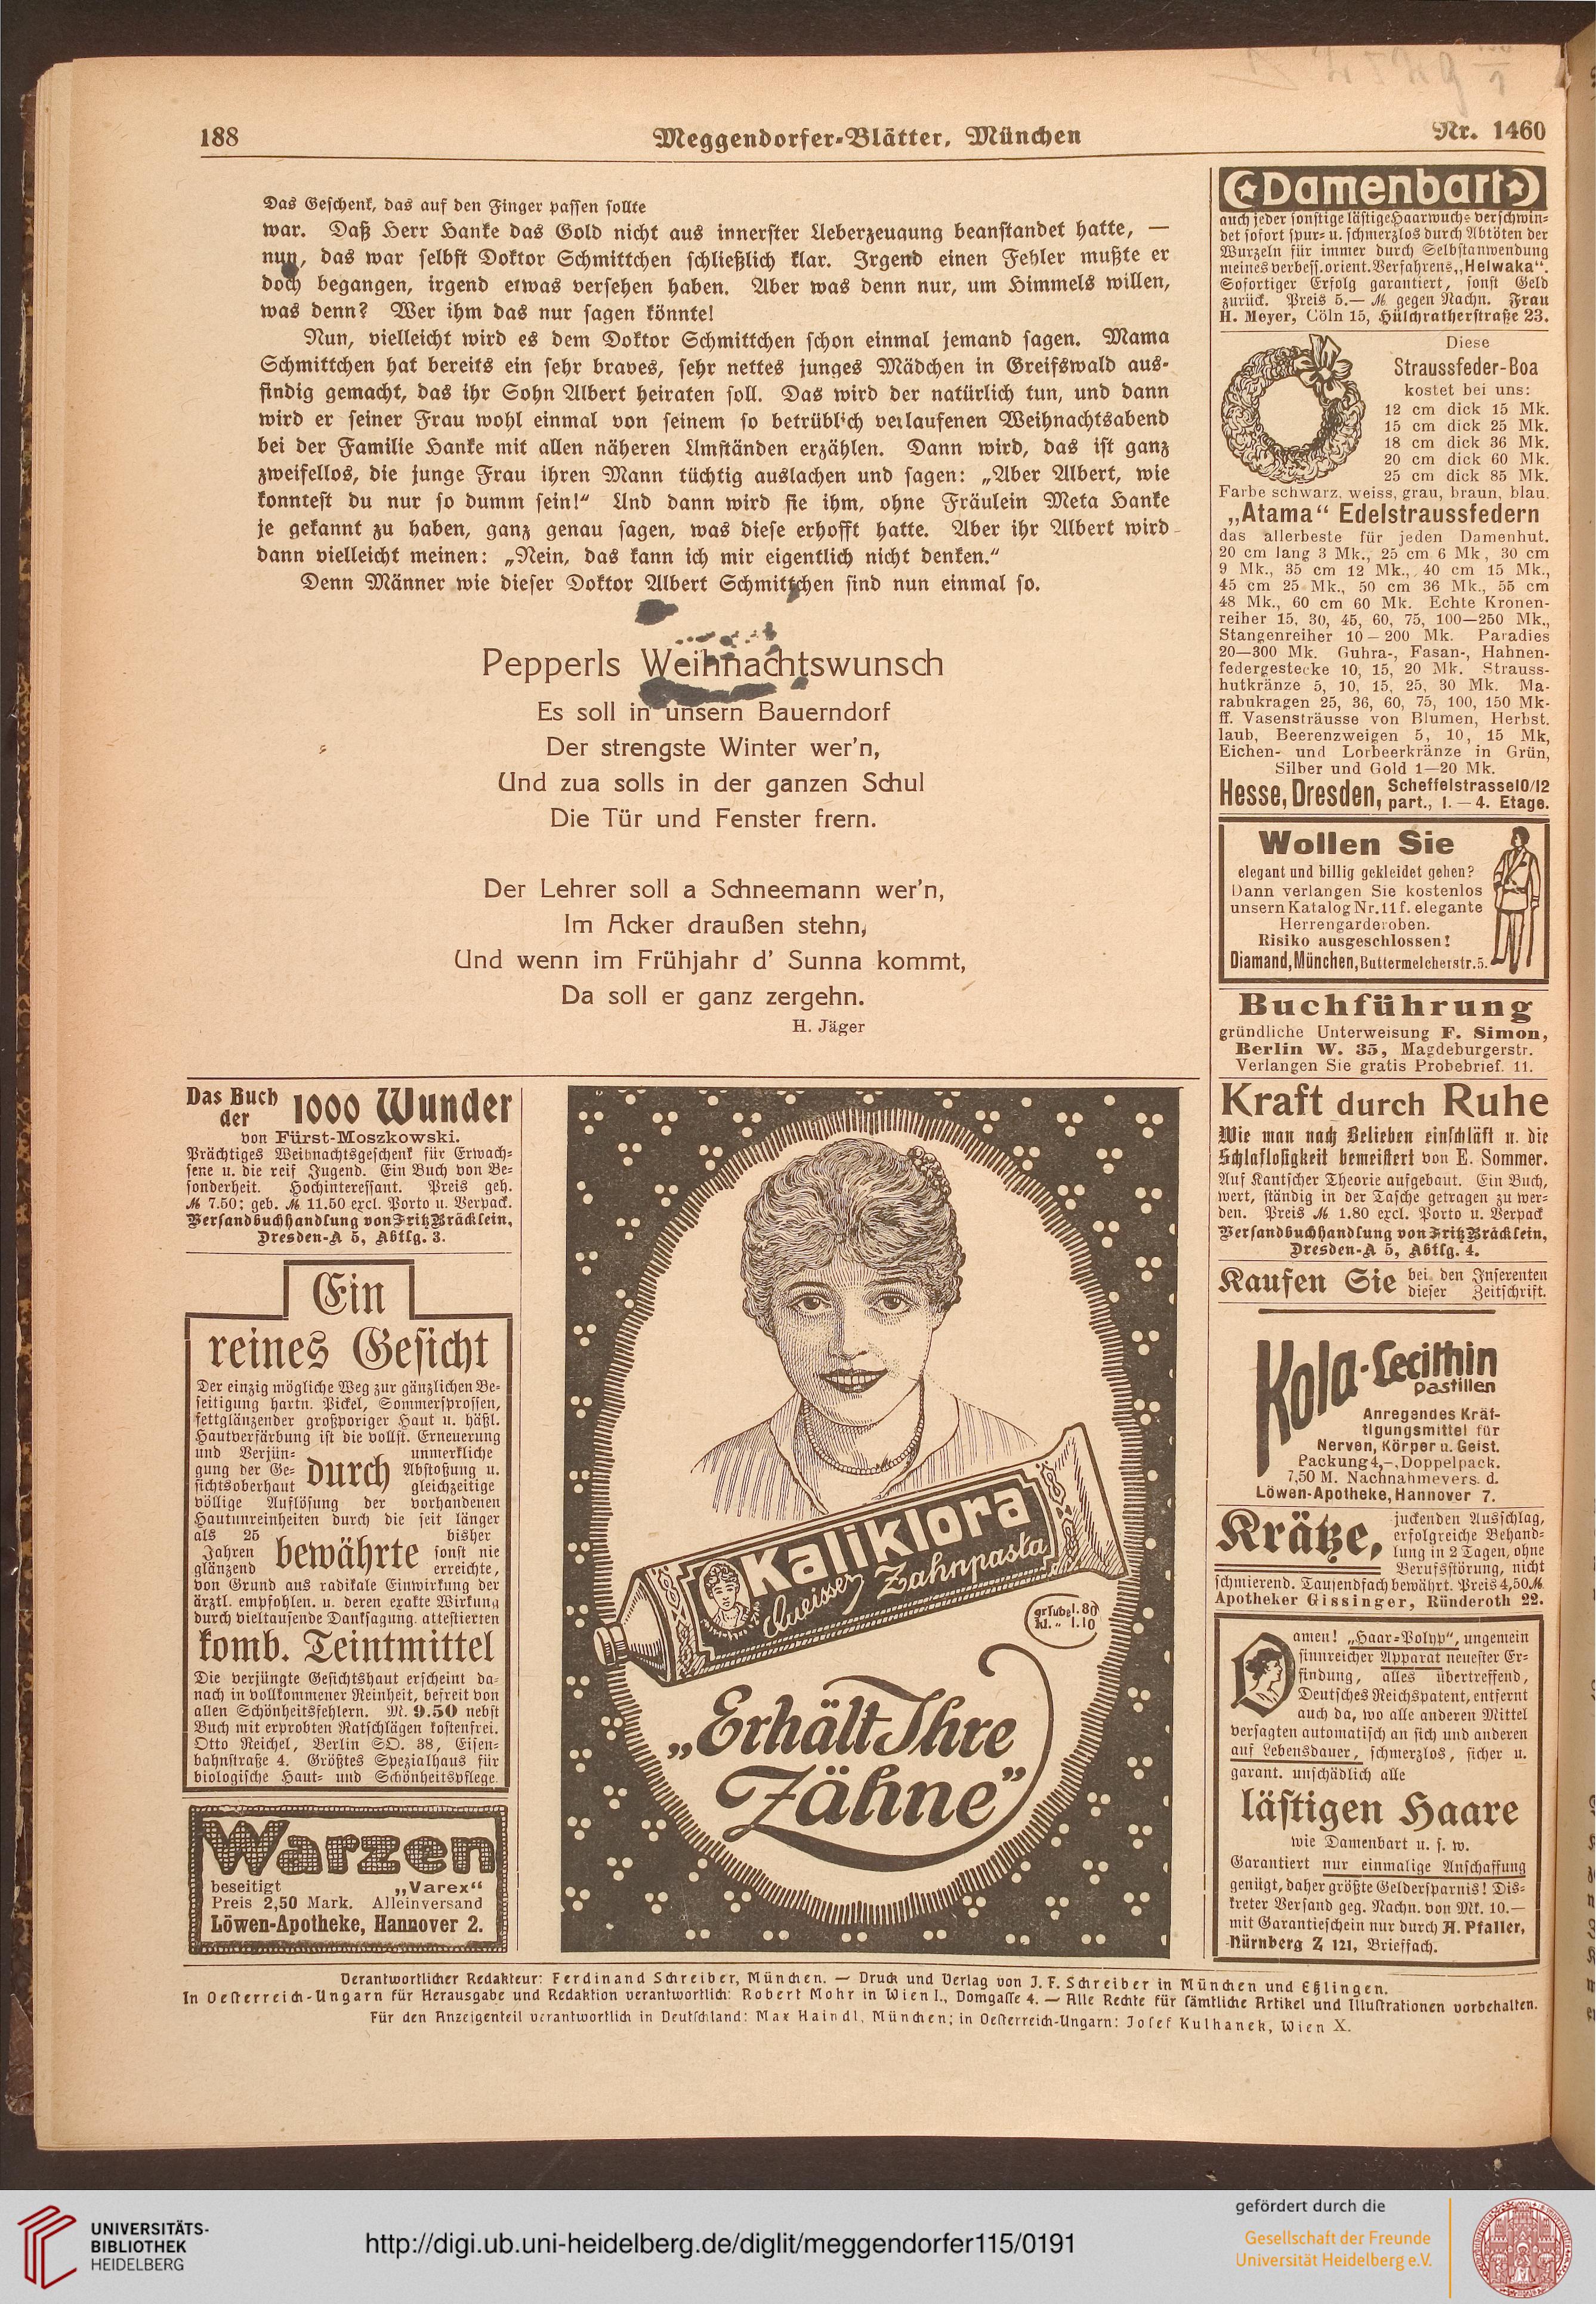 188
Meggendorfer-Blätter, München
Nr. 1460
Das Geschenk, das auf den Finger passen sollte
war. Daß Herr Hanke das Gold nicht aus innerster Ueberzeugung beanstandet hatte, —
nun, das war selbst Doktor Schmittchen schließlich klar. Irgend einen Fehler mußte er
doch begangen, irgend etwas versehen haben. Aber was denn nur, um Himmels willen,
was denn? Wer ihm das nur sagen könnte!
Nun, vielleicht wird es dem Doktor Schmittchen schon einmal jemand sagen. Mama
Schmittchen hat bereits ein sehr braves, sehr nettes junges Mädchen in Greifswald aus-
findig gemacht, das ihr Sohn Albert heiraten soll. Das wird der natürlich tun, und dann
wird er seiner Frau wohl einmal von seinem so betrüblich verlaufenen Weihnachtsabend
bei der Familie Hanke mit allen näheren Umständen erzählen. Dann wird, das ist ganz
zweifellos, die junge Frau ihren Mann tüchtig auslachen und sagen: „Aber Albert, wie
konntest du nur so dumm sein!“ Und dann wird sie ihm, ohne Fräulein Meta Hanke
je gekannt zu haben, ganz genau sagen, was diese erhofft hatte. Aber ihr Albert wird
dann vielleicht meinen: „Nein, das kann ich mir eigentlich nicht denken.“
Denn Männer wie dieser Doktor Albert Schmittchen sind nun einmal so.
Pepperls Weihnachtswunsch
Es soll in unsern Bauerndorf
Der strengste Winter wer'n,
Und zua solls in der ganzen Schul
Die Tür und Fenster frern.
Der Lehrer soll a Schneemann wer'n,
Im Acker draußen stehn,
Und wenn im Frühjahr d' Sunna kommt,
Da soll er ganz zergehn.
H. Jäger
Das Buch
der 1000 Wunder
von Fürst-Moszkowski.
Prächtiges Weihnachtsgeschenk für Erwach-
sene u. die reif Jugend. Ein Buch von Be-
sonderheit. Hochinteressant. Preis geh.
ℳ 7.50; geb. ℳ 11.50 excl. Porto u. Verpack.
Versandbuchhandlung von Fritz Bräcklein,
Dresden-A 5, Abtlg. 3.
Ein
reines Gesicht
Der einzig mögliche Weg zur gänzlichen Be-
seitigung hartn. Pickel, Sommersprossen,
fettglänzender großporiger Haut u. häßl.
Hautverfärbung ist die vollst. Erneuerung
und Verjün- unmerkliche
gung der Ge- durch Abstoßung u.
sichtsoberhaut gleichzeitige
völlige Auflösung der vorhandenen
Hautunreinheiten durch die seit länger
als 25 bisher
Jahren bewährte sonst nie
glänzend erreichte,
von Grund aus radikale Einwirkung der
ärztl. empfohlen. u. deren exakte Wirkung
durch vieltausende Danksagung. attestierten
komb. Teintmittel
Die verjüngte Gesichtshaut erscheint da-
nach in vollkommener Reinheit, befreit von
allen Schönheitsfehlern. M. 9.50 nebst
Buch mit erprobten Ratschlägen kostenfrei.
Otto Reichel, Berlin SO. 38, Eisen-
bahnstraße 4. Größtes Spezialhaus für
biologische Haut- und Schönheitspflege.
Warzen
beseitigt „Varex“
Preis 2,50 Mark. Alleinversand
Löwen-Apotheke, Hannover 2.
Kaliklora
Queisser Zahnpasta
gr Tube 1.80
kl. „ 1.10
„Erhält Ihre
Zähne“
Damenbart
auch jeder sonstige lästige Haarwuchs verschwin-
det sofort spur- u. schmerzlos durch Abtöten der
Wurzeln für immer durch Selbstanwendung
meines verbess. orient. Verfahrens „Helwaka“.
Sofortiger Erfolg garantiert, sonst Geld
zurück. Preis 5.— ℳ gegen Nachn. Frau
H. Meyer, Cöln 15, Hülchratherstraße 23.
Diese
Straussfeder-Boa
kostet bei uns:
12 cm dick 15 Mk.
15 cm dick 25 Mk.
18 cm dick 36 Mk.
20 cm dick 60 Mk.
25 cm dick 85 Mk.
Farbe schwarz, weiss, grau, braun, blau.
„Atama“ Edelstraussfedern
das allerbeste für jeden Damenhut.
20 cm lang 3 Mk., 25 cm 6 Mk, 30 cm
9 Mk., 35 cm 12 Mk., 40 cm 15 Mk.,
45 cm 25 Mk., 50 cm 36 Mk., 55 cm
48 Mk., 60 cm 60 Mk. Echte Kronen-
reiher 15, 30, 45, 60, 75, 100—250 Mk.,
Stangenreiher 10 – 200 Mk. Paradies
20—300 Mk. Guhra-, Fasan-, Hahnen-
federgestecke 10, 15, 20 Mk. Strauss-
hutkränze 5, 10, 15, 25, 30 Mk. Ma-
rabukragen 25, 36, 60, 75, 100, 150 Mk-
ff. Vasensträusse von Blumen, Herbst.
laub, Beerenzweigen 5, 10, 15 Mk,
Eichen- und Lorbeerkränze in Grün,
Silber und Gold 1—20 Mk.
Hesse, Dresden, Scheffelstrasse10/12
part., I. — 4. Etage.
Wollen Sie
elegant und billig gekleidet gehen?
Dann verlangen Sie kostenlos
unsern Katalog Nr. 11 f. elegante
Herrengarderoben.
Risiko ausgeschlossen!
Diamand, München, Buttermelcherstr. 5.
Buchführung
gründliche Unterweisung F. Simon,
Berlin W. 35, Magdeburgerstr.
Verlangen Sie gratis Probebrief. 11.
Kraft durch Ruhe
Wie man nach Belieben einschläft u. die
Schlaflosigkeit bemeistert von E. Sommer.
Auf Kantscher Theorie aufgebaut. Ein Buch,
wert, ständig in der Tasche getragen zu wer-
den. Preis ℳ 1.80 excl. Porto u. Verpack
Versandbuchhandlung von Fritz Bräcklein,
Dresden-A 5, Abtlg. 4.
Kaufen Sie bei den Inserenten
dieser Zeitschrift.
Kola-Lecithin
Pastillen
Anregendes Kräf-
tigungsmittel für
Nerven, Körper u. Geist.
Packung 4,–, Doppelpack.
7,50 M. Nachnahmevers. d.
Löwen-Apotheke, Hannover 7.
Krätze, juckenden Ausschlag,
erfolgreiche Behand-
lung in 2 Tagen, ohne
Berufsstörung, nicht
schmierend. Tausendfach bewährt. Preis 4,50 ℳ
Apotheker Gissinger, Ründeroth 22.
Damen! „Haar-Polyp“, ungemein
sinnreicher Apparat neuester Er-
findung, alles übertreffend,
Deutsches Reichspatent, entfernt
auch da, wo alle anderen Mittel
versagten automatisch an sich und anderen
auf Lebensdauer, schmerzlos, sicher u.
garant. unschädlich alle
lästigen Haare
wie Damenbart u. s. w.
Garantiert nur einmalige Anschaffung
genügt, daher größte Geldersparnis! Dis-
kreter Versand geg. Nachn. von Mk. 10.—
mit Garantieschein nur durch A. Pfaller,
Nürnberg Z 121, Brieffach.
Verantwortlicher Redakteur: Ferdinand Schreiber, München. — Druck und Verlag von J. F. Schreiber in München und Eßlingen.
In Oesterreich-Ungarn für Herausgabe und Redaktion verantwortlich: Robert Mohr in Wien I., Domgasse 4. — Alle Rechte für sämtliche Artikel und Illustrationen vorbehalten.
Für den Anzeigenteil verantwortlich in Deutschland: Max Haindl, München; in Oesterreich-Ungarn: Josef Kulhanek, Wien X.
UNIVERSITÄTS-
BIBLIOTHEK
HEIDELBERG
http://digi.ub.uni-heidelberg.de/diglit/meggendorfer115/0191
gefördert durch die
Gesellschaft der Freunde
Universität Heidelberg e.V.